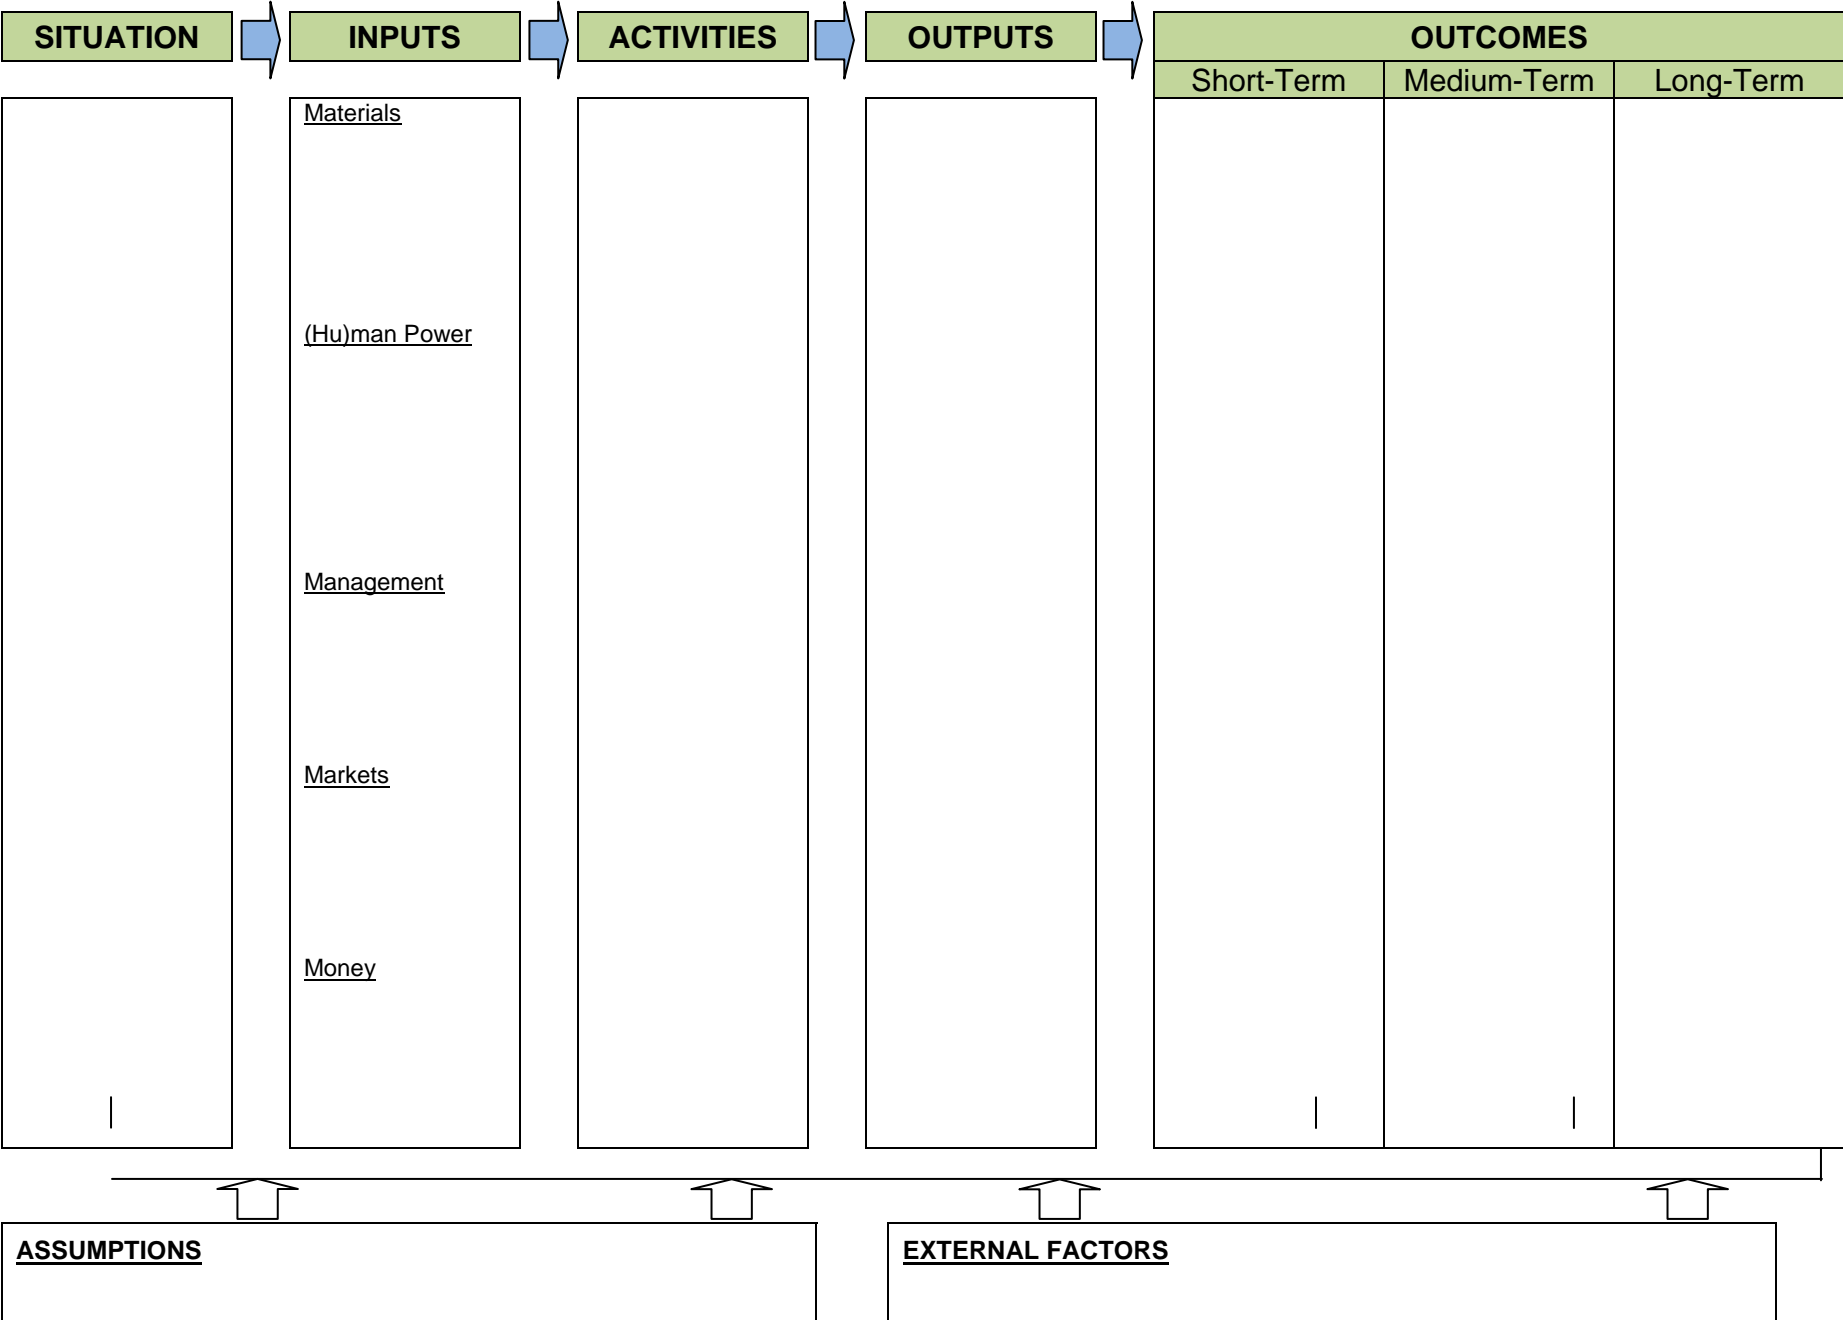 SITUATION
INPUTS
ACTIVITIES
OUTPUTS
OUTCOMES
Short-Term
Medium-Term
Long-Term
Materials
(Hu)man Power
Management
Markets
Money
ASSUMPTIONS
EXTERNAL FACTORS